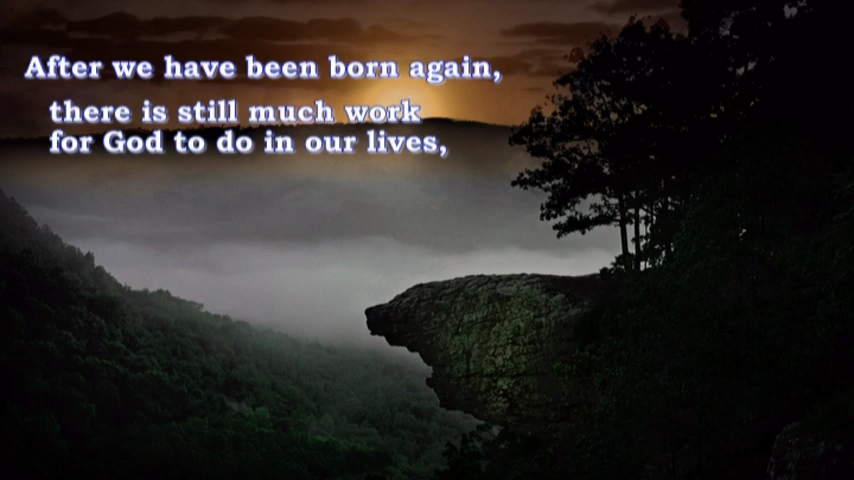 After we have been born again,
there is still much work
for God to do in our lives,